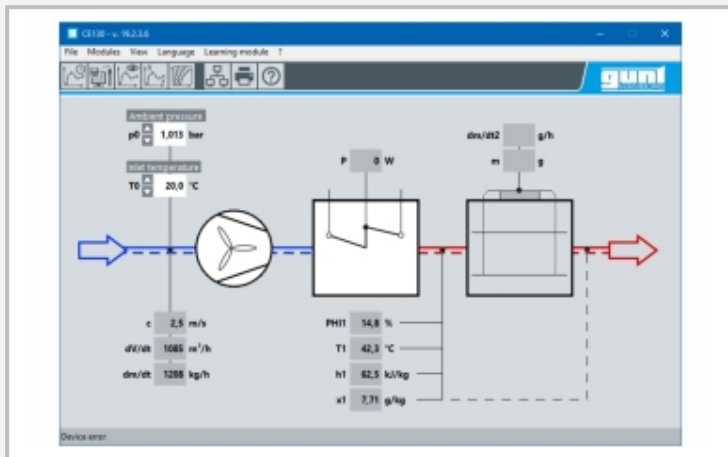 CE130 - v. 19.2.3.6
File Modules View Language Learning module ?
gunt
HAMBURG
Ambient pressure
p0 1,013 bar
Inlet temperature
T0 20,0 °C
P 0 W
dm/dt2 g/h
m g
c 2,5 m/s
dV/dt 1085 m³/h
dm/dt 1208 kg/h
PHI1 14,8 %
T1 42,3 °C
h1 62,5 kJ/kg
x1 7,71 g/kg
Device error